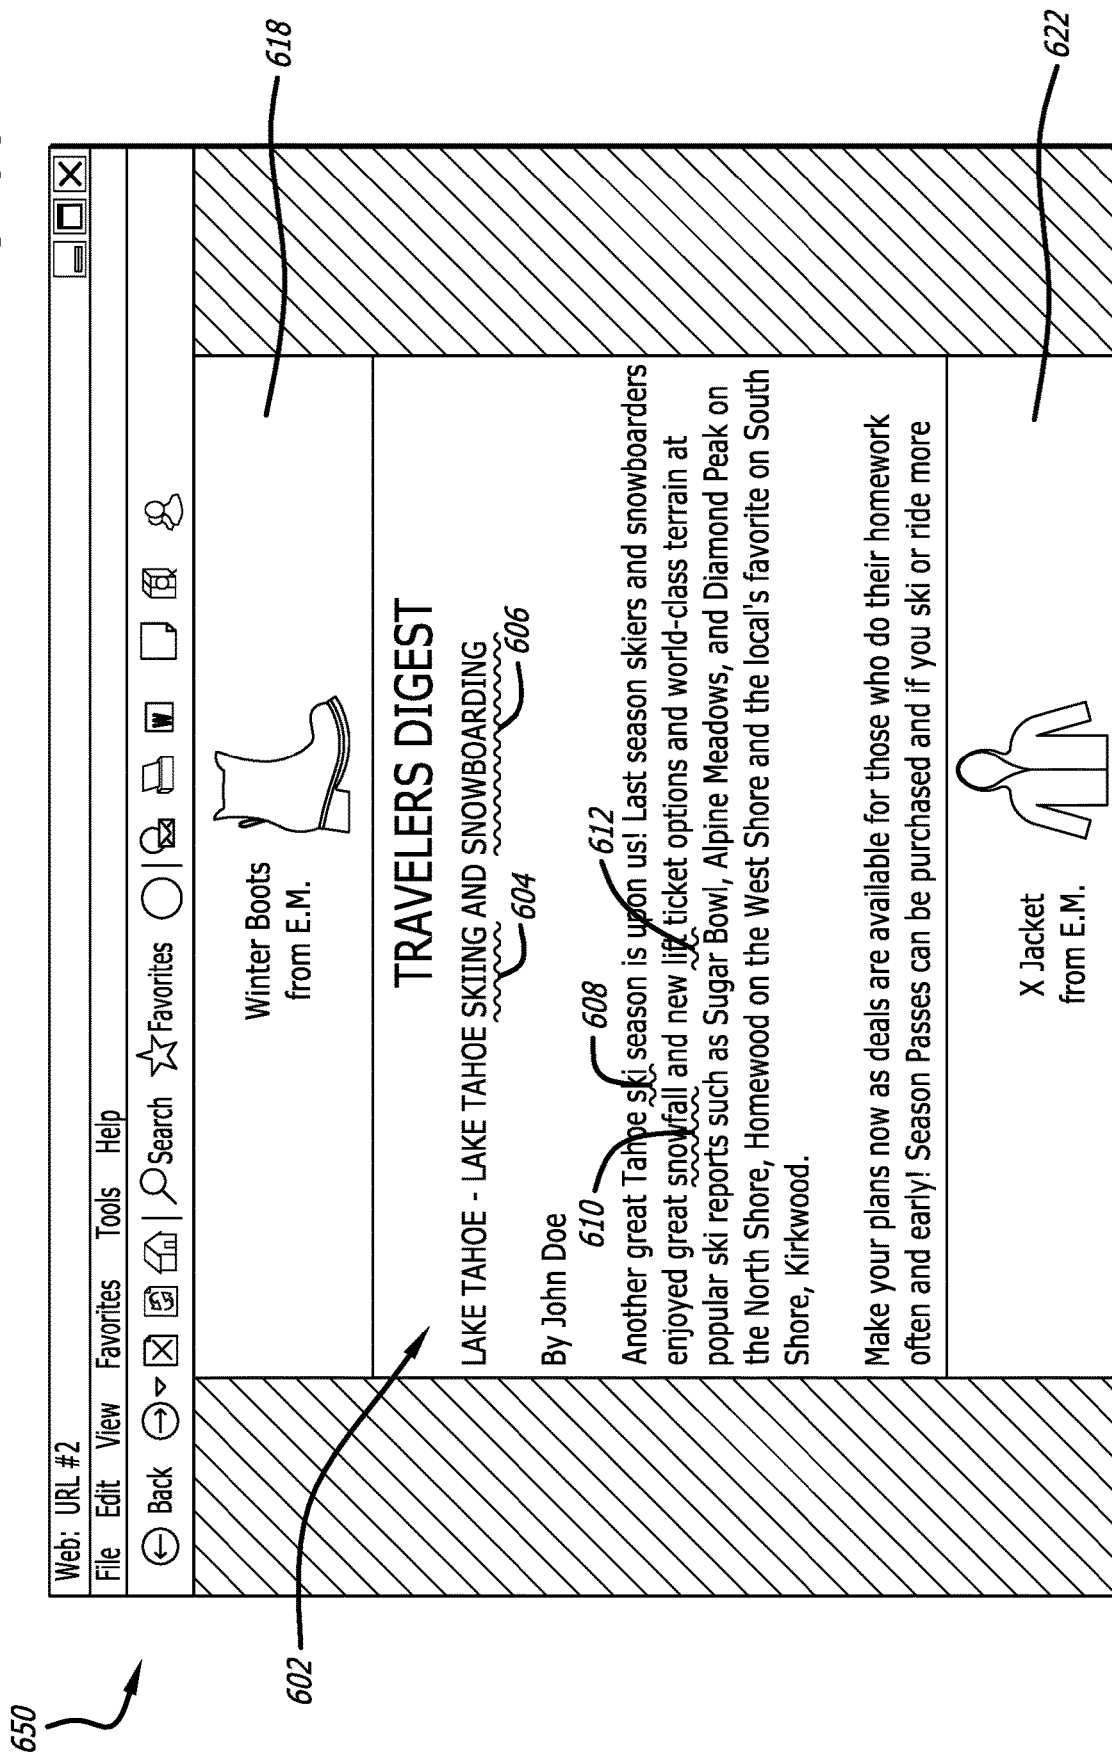 650
Web: URL #2
File Edit View Favorites Tools Help
Back Search Favorites W
618
Winter Boots
from E.M.
602
TRAVELERS DIGEST
LAKE TAHOE - LAKE TAHOE SKIING AND SNOWBOARDING
604
606
By John Doe
610
608
612
Another great Tahoe ski season is upon us! Last season skiers and snowboarders
enjoyed great snowfall and new lift ticket options and world-class terrain at
popular ski reports such as Sugar Bowl, Alpine Meadows, and Diamond Peak on
the North Shore, Homewood on the West Shore and the local's favorite on South
Shore, Kirkwood.
Make your plans now as deals are available for those who do their homework
often and early! Season Passes can be purchased and if you ski or ride more
X Jacket
from E.M.
622